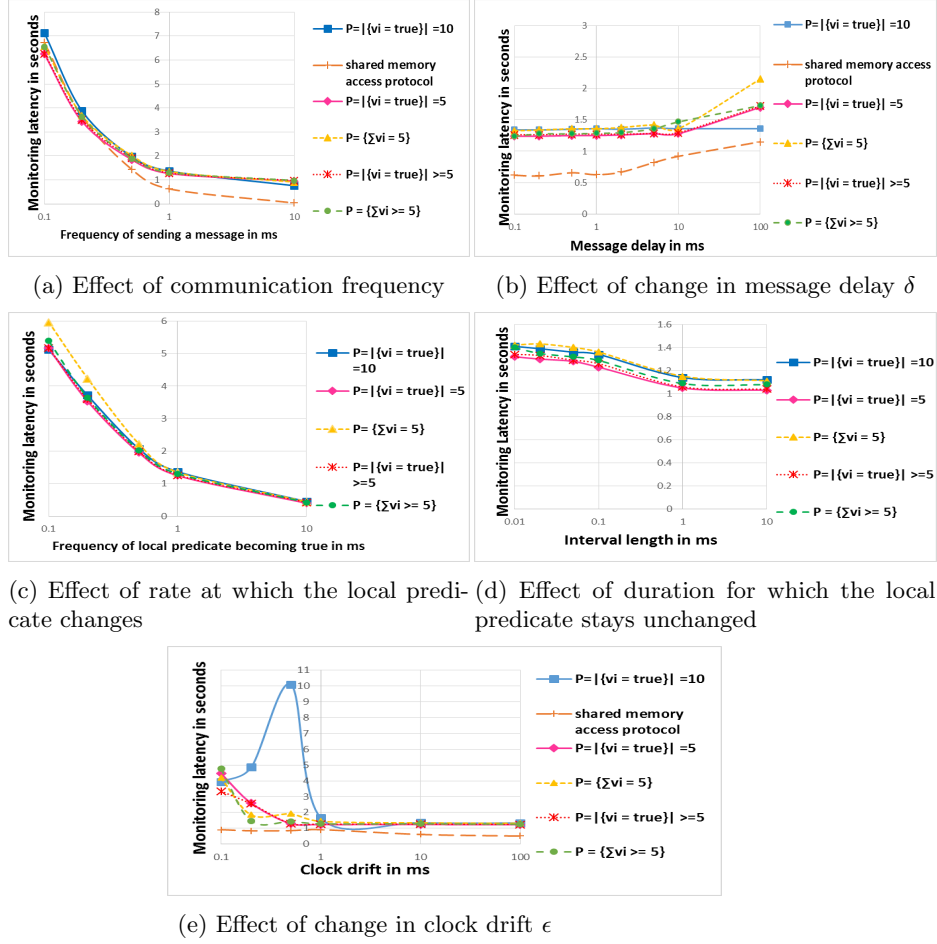 Monitoring latency in seconds
8
7
6
5
4
3
2
1
0
0.1
1
10
Frequency of sending a message in ms
P=|{vi = true}| =10
shared memory
access protocol
P=|{vi = true}| =5
P= {∑vi = 5}
P=|{vi = true}| >=5
P = {∑vi >= 5}
(a) Effect of communication frequency
Monitoring latency in seconds
3
2.5
2
1.5
1
0.5
0
0.1
1
10
100
Message delay in ms
P=|{vi = true}| =10
shared memory access
protocol
P=|{vi = true}| =5
P= {∑vi = 5}
P=|{vi = true}| >=5
P = {∑vi >= 5}
(b) Effect of change in message delay δ
Monitoring latency in seconds
6
5
4
3
2
1
0
0.1
1
10
Frequency of local predicate becoming true in ms
P=|{vi = true}|
=10
P=|{vi = true}| =5
P= {∑vi = 5}
P=|{vi = true}|
>=5
P = {∑vi >= 5}
(c) Effect of rate at which the local predi-
cate changes
Monitoring Latency in seconds
1.6
1.4
1.2
1
0.8
0.6
0.4
0.2
0
0.01
0.1
1
10
Interval length in ms
P=|{vi = true}| =10
P=|{vi = true}| =5
P= {∑vi = 5}
P=|{vi = true}| >=5
P = {∑vi >= 5}
(d) Effect of duration for which the local
predicate stays unchanged
Monitoring latency in seconds
11
10
9
8
7
6
5
4
3
2
1
0
0.1
1
10
100
Clock drift in ms
P=|{vi = true}| =10
shared memory
access protocol
P=|{vi = true}| =5
P= {∑vi = 5}
P=|{vi = true}| >=5
P = {∑vi >= 5}
(e) Effect of change in clock drift ϵ